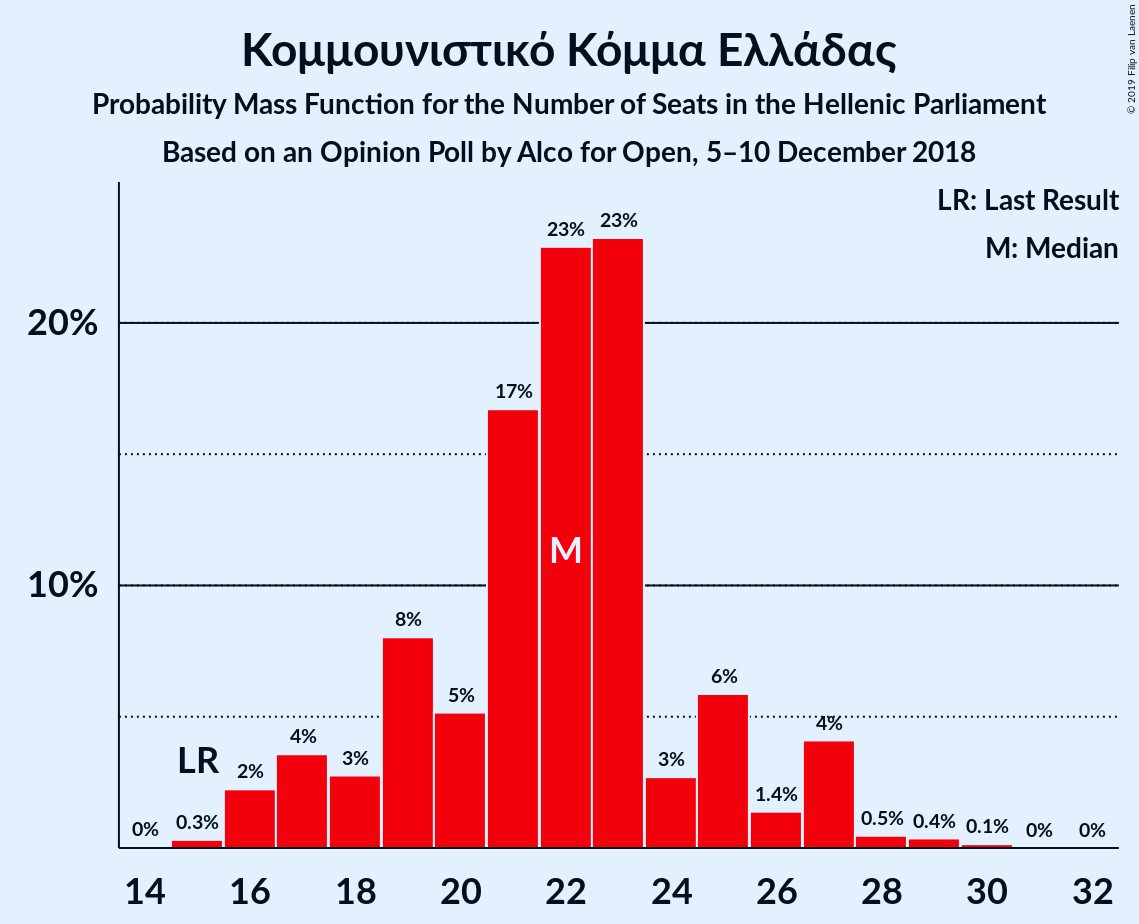 Κομμουνιστικό Κόμμα Ελλάδας
Probability Mass Function for the Number of Seats in the Hellenic Parliament
Based on an Opinion Poll by Alco for Open, 5–10 December 2018
© 2019 Filip van Laenen
LR: Last Result
M: Median
20%
10%
0%
0.3%
2%
4%
3%
8%
5%
17%
23%
23%
3%
6%
1.4%
4%
0.5%
0.4%
0.1%
0%
0%
LR
M
14 16 18 20 22 24 26 28 30 32